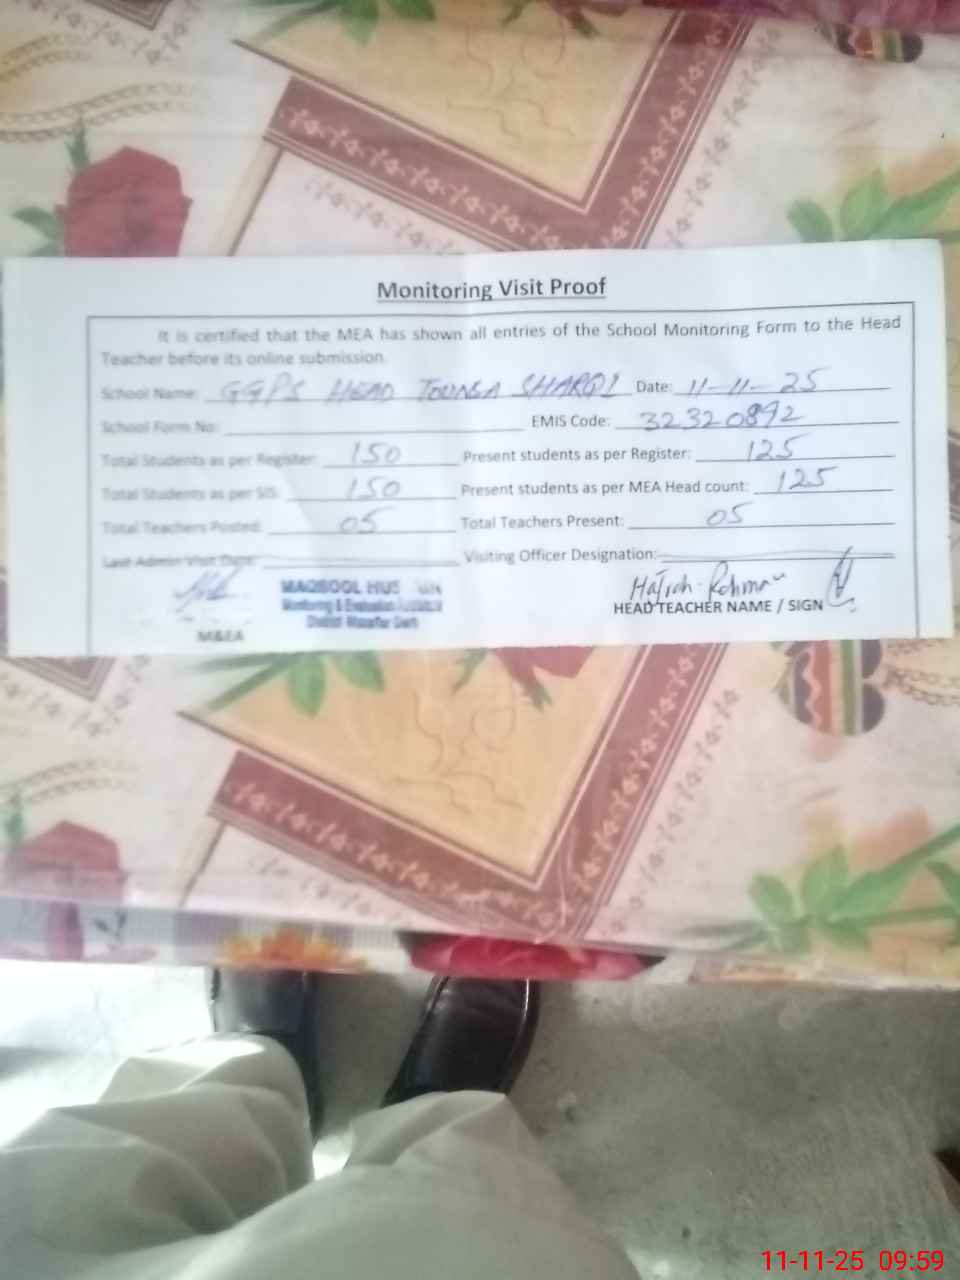 Monitoring Visit Proof
It is certified that the MEA has shown all entries of the School Monitoring Form to the Head
Teacher before its online submission.
School Name: GGPS HEAD TOUNSA SHARQI Date: 11-11-25
School Form No: EMIS Code: 32320892
Total Students as per Register: 150 Present students as per Register: 125
Total Students as per SIS: 150 Present students as per MEA Head count: 125
Total Teachers Posted: 05 Total Teachers Present: 05
Last Admin Visit Date: Visiting Officer Designation:
MAQBOOL HUS
Monitoring & Evaluation
District
Rehman
HEAD TEACHER NAME / SIGN
M&EA
11-11-25 09:59